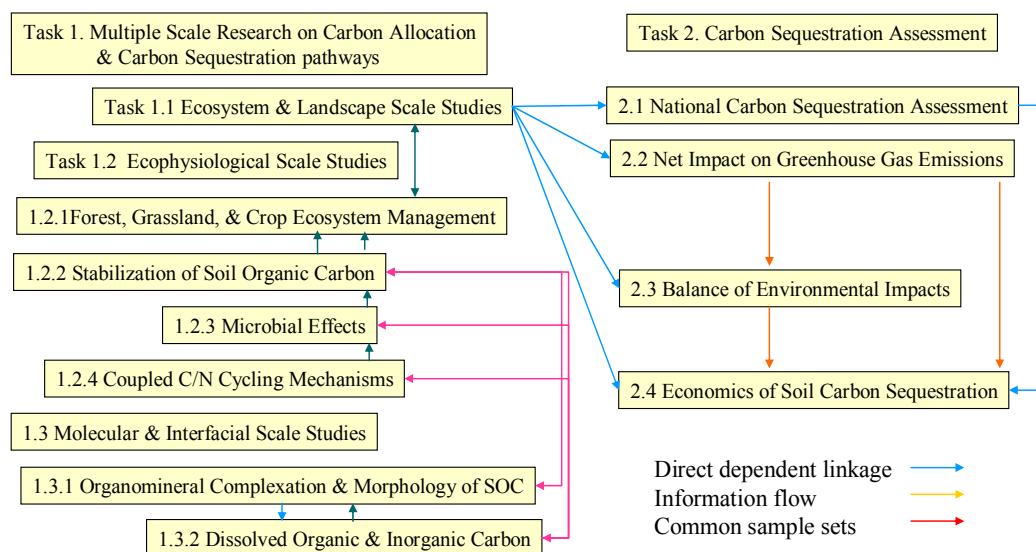 Task 1. Multiple Scale Research on Carbon Allocation
& Carbon Sequestration pathways
Task 1.1 Ecosystem & Landscape Scale Studies
Task 1.2 Ecophysiological Scale Studies
1.2.1Forest, Grassland, & Crop Ecosystem Management
1.2.2 Stabilization of Soil Organic Carbon
1.2.3 Microbial Effects
1.2.4 Coupled C/N Cycling Mechanisms
1.3 Molecular & Interfacial Scale Studies
1.3.1 Organomineral Complexation & Morphology of SOC
1.3.2 Dissolved Organic & Inorganic Carbon
Task 2. Carbon Sequestration Assessment
2.1 National Carbon Sequestration Assessment
2.2 Net Impact on Greenhouse Gas Emissions
2.3 Balance of Environmental Impacts
2.4 Economics of Soil Carbon Sequestration
Direct dependent linkage
Information flow
Common sample sets